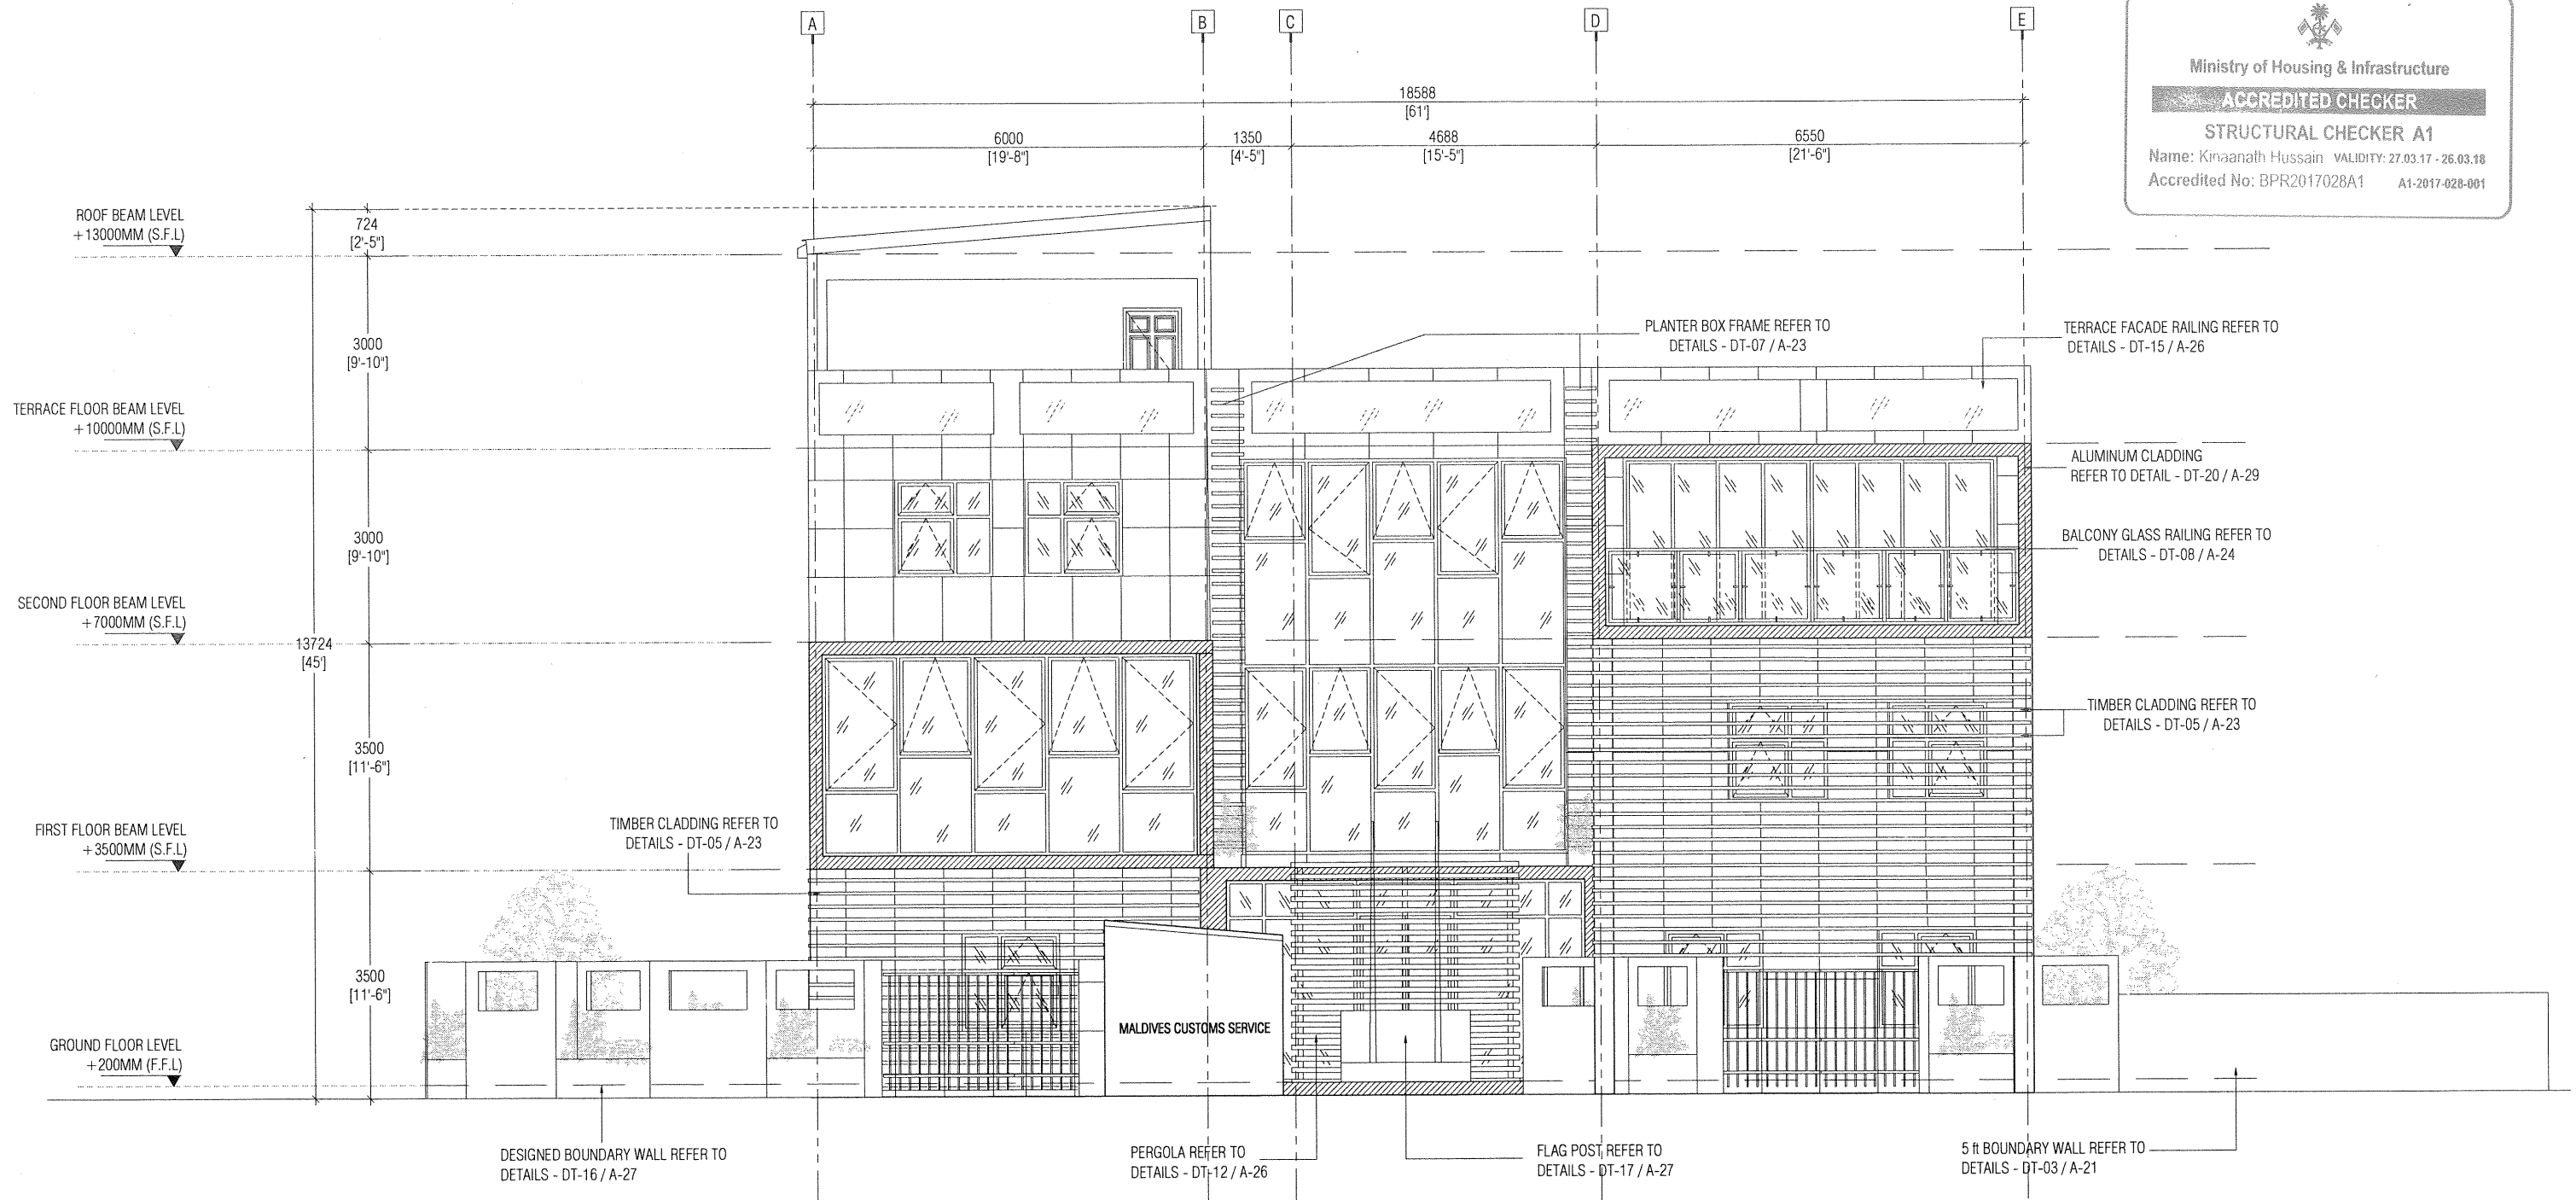 A
B
C
D
E
Ministry of Housing & Infrastructure
ACCREDITED CHECKER
STRUCTURAL CHECKER A1
Name: Kinaanath Hussain VALIDITY: 27.03.17 - 26.03.18
Accredited No: BPR2017028A1 A1-2017-028-001
18588
[61']
6000
[19'-8"]
1350
[4'-5"]
4688
[15'-5"]
6550
[21'-6"]
ROOF BEAM LEVEL
+13000MM (S.F.L)
724
[2'-5"]
3000
[9'-10"]
TERRACE FLOOR BEAM LEVEL
+10000MM (S.F.L)
3000
[9'-10"]
SECOND FLOOR BEAM LEVEL
+7000MM (S.F.L)
13724
[45']
3500
[11'-6"]
FIRST FLOOR BEAM LEVEL
+3500MM (S.F.L)
3500
[11'-6"]
GROUND FLOOR LEVEL
+200MM (F.F.L)
PLANTER BOX FRAME REFER TO
DETAILS - DT-07 / A-23
TERRACE FACADE RAILING REFER TO
DETAILS - DT-15 / A-26
ALUMINUM CLADDING
REFER TO DETAIL - DT-20 / A-29
BALCONY GLASS RAILING REFER TO
DETAILS - DT-08 / A-24
TIMBER CLADDING REFER TO
DETAILS - DT-05 / A-23
TIMBER CLADDING REFER TO
DETAILS - DT-05 / A-23
MALDIVES CUSTOMS SERVICE
DESIGNED BOUNDARY WALL REFER TO
DETAILS - DT-16 / A-27
PERGOLA REFER TO
DETAILS - DT-12 / A-26
FLAG POST REFER TO
DETAILS - DT-17 / A-27
5 ft BOUNDARY WALL REFER TO
DETAILS - DT-03 / A-21